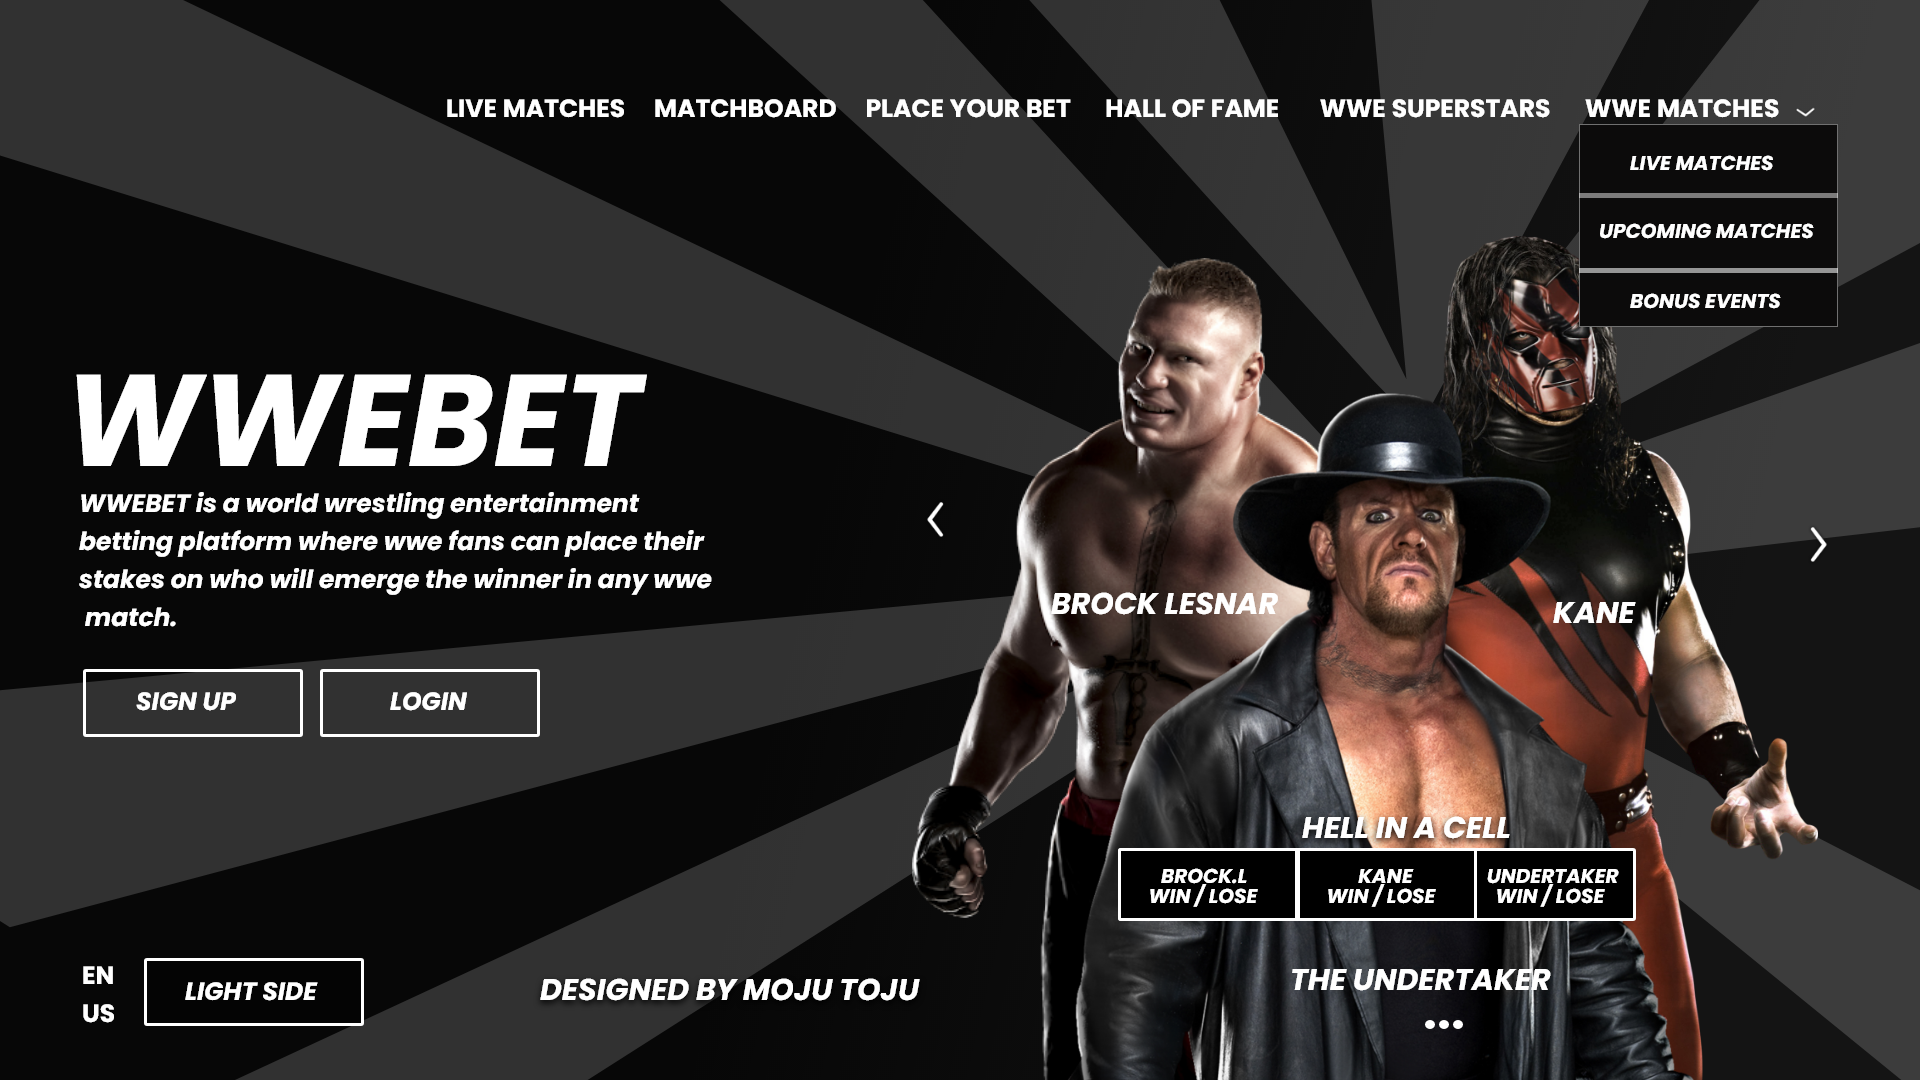 LIVE MATCHES MATCHBOARD PLACE YOUR BET HALL OF FAME WWE SUPERSTARS WWE MATCHES
LIVE MATCHES
UPCOMING MATCHES
BONUS EVENTS
WWEBET
WWEBET is a world wrestling entertainment
betting platform where wwe fans can place their
stakes on who will emerge the winner in any wwe
match.
SIGN UP
LOGIN
BROCK LESNAR
KANE
HELL IN A CELL
BROCK.L
WIN / LOSE
KANE
WIN / LOSE
UNDERTAKER
WIN / LOSE
THE UNDERTAKER
EN
US
LIGHT SIDE
DESIGNED BY MOJU TOJU